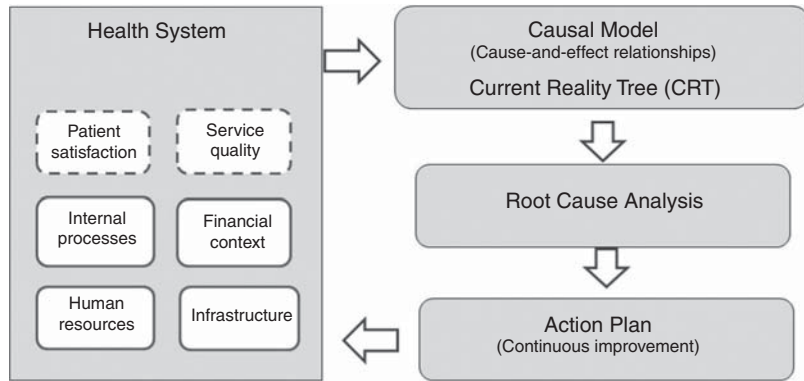 Health System
Patient
satisfaction
Service
quality
Internal
processes
Financial
context
Human
resources
Infrastructure
Causal Model
(Cause-and-effect relationships)
Current Reality Tree (CRT)
Root Cause Analysis
Action Plan
(Continuous improvement)